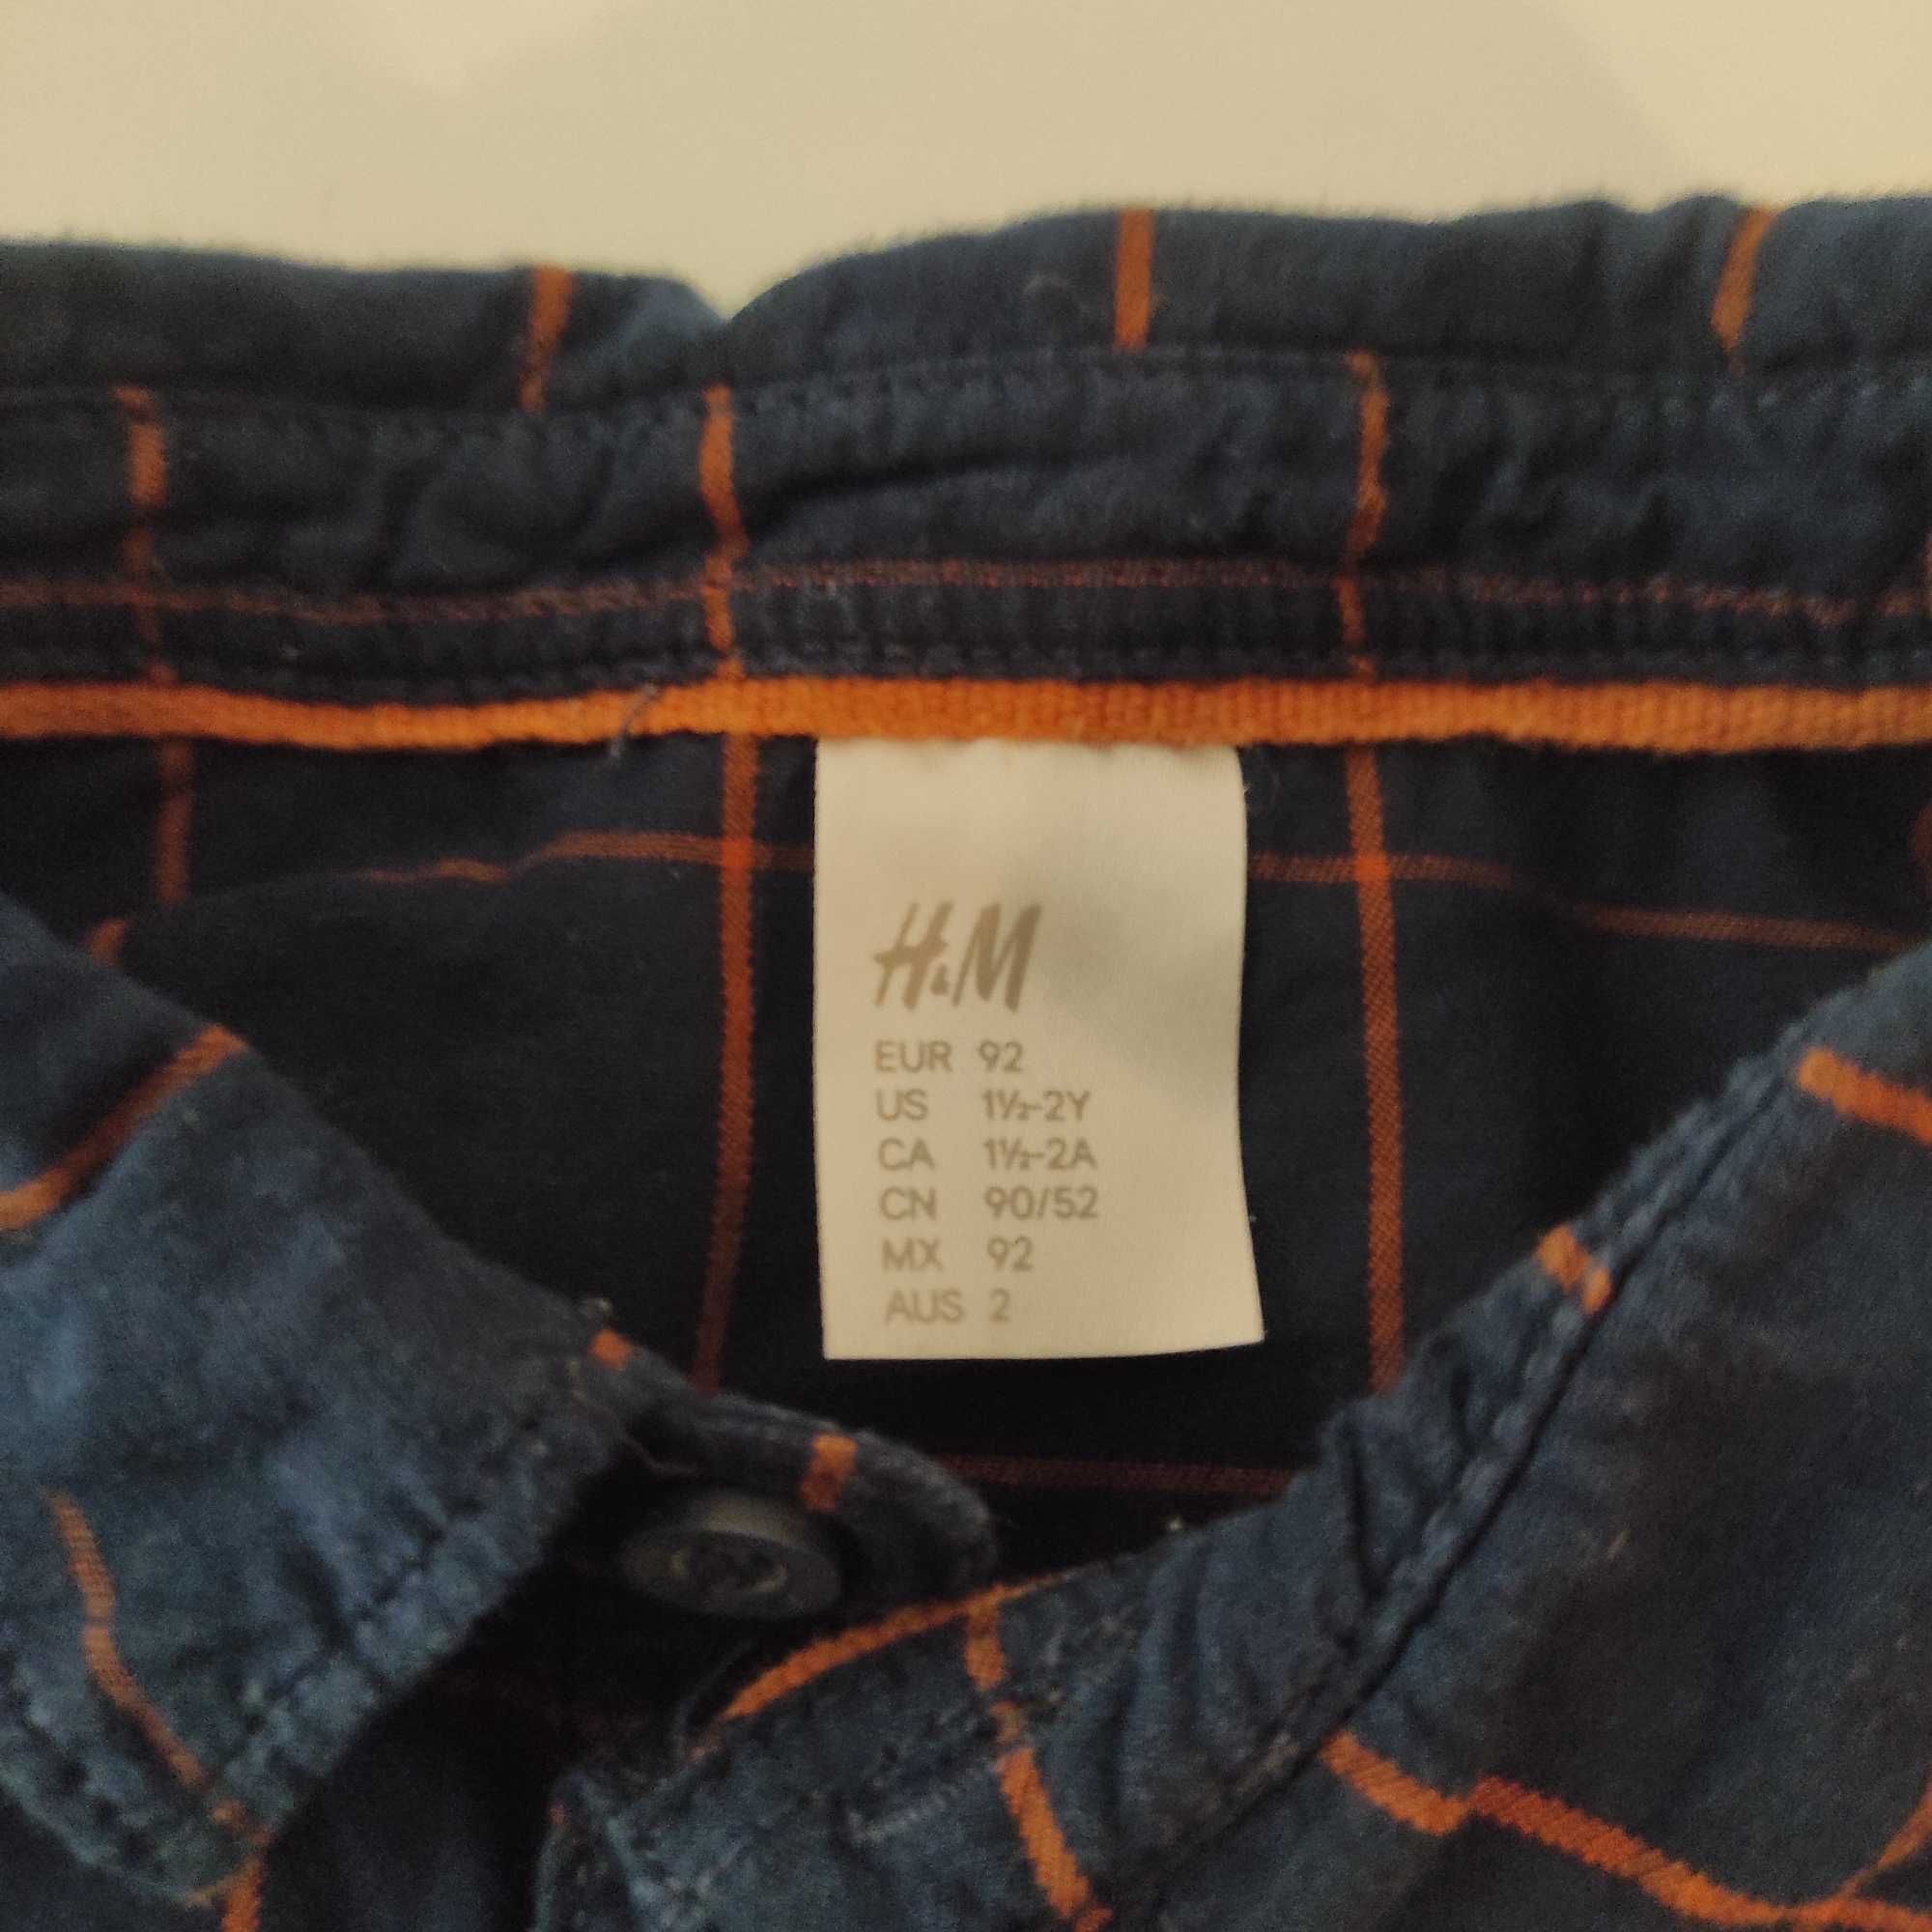 H&M
EUR 92
US 1½-2Y
CA 1½-2A
CN 90/52
MX 92
AUS 2